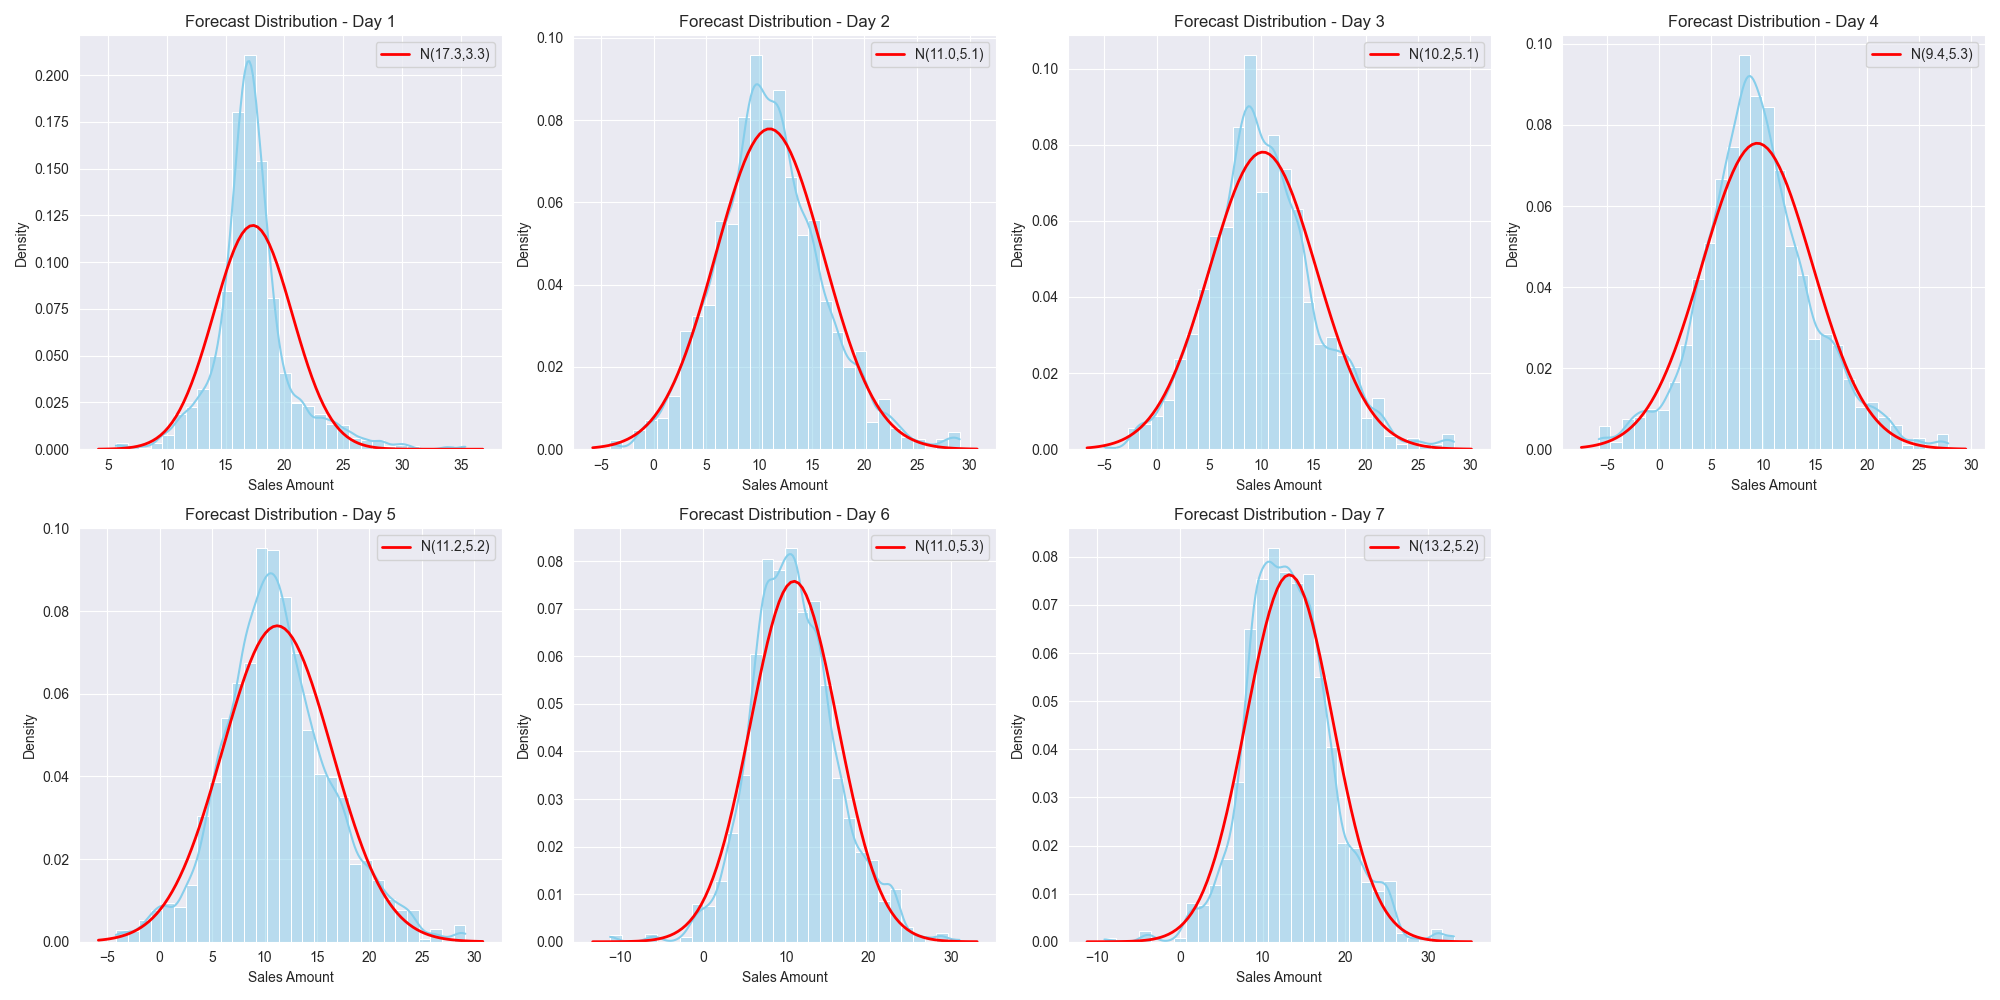 Forecast Distribution - Day 1
N(17.3,3.3)
0.200
0.175
0.150
0.125
0.100
0.075
0.050
0.025
0.000
Density
5 10 15 20 25 30 35
Sales Amount
Forecast Distribution - Day 2
N(11.0,5.1)
0.10
0.08
0.06
0.04
0.02
0.00
Density
−5 0 5 10 15 20 25 30
Sales Amount
Forecast Distribution - Day 3
N(10.2,5.1)
0.10
0.08
0.06
0.04
0.02
0.00
Density
−5 0 5 10 15 20 25 30
Sales Amount
Forecast Distribution - Day 4
N(9.4,5.3)
0.10
0.08
0.06
0.04
0.02
0.00
Density
−5 0 5 10 15 20 25 30
Sales Amount
Forecast Distribution - Day 5
N(11.2,5.2)
0.10
0.08
0.06
0.04
0.02
0.00
Density
−5 0 5 10 15 20 25 30
Sales Amount
Forecast Distribution - Day 6
N(11.0,5.3)
0.08
0.07
0.06
0.05
0.04
0.03
0.02
0.01
0.00
Density
−10 0 10 20 30
Sales Amount
Forecast Distribution - Day 7
N(13.2,5.2)
0.08
0.07
0.06
0.05
0.04
0.03
0.02
0.01
0.00
Density
−10 0 10 20 30
Sales Amount